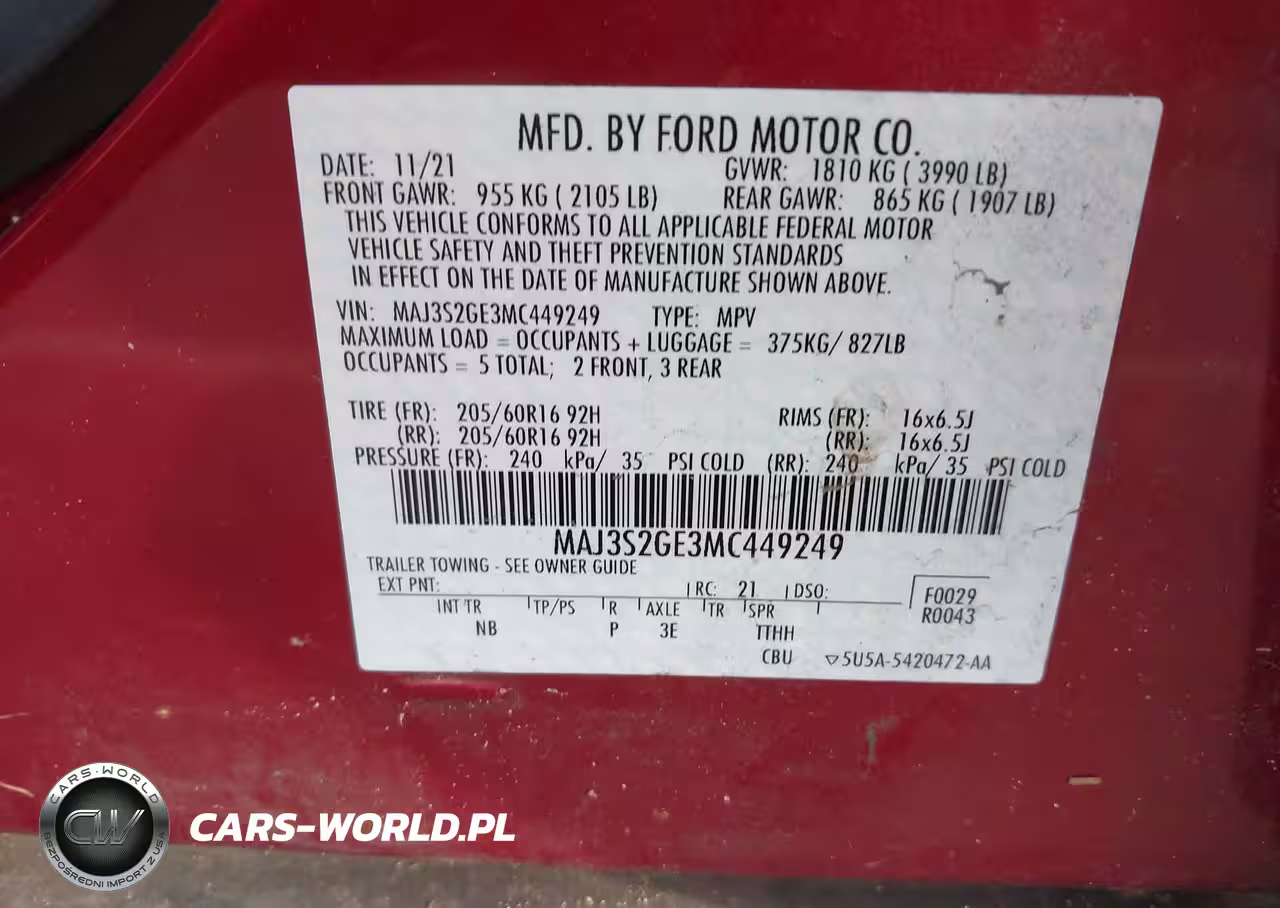 MFD. BY FORD MOTOR CO.
DATE: 11/21 GVWR: 1810 KG ( 3990 LB)
FRONT GAWR: 955 KG ( 2105 LB) REAR GAWR: 865 KG ( 1907 LB)
THIS VEHICLE CONFORMS TO ALL APPLICABLE FEDERAL MOTOR
VEHICLE SAFETY AND THEFT PREVENTION STANDARDS
IN EFFECT ON THE DATE OF MANUFACTURE SHOWN ABOVE.
VIN: MAJ3S2GE3MC449249 TYPE: MPV
MAXIMUM LOAD = OCCUPANTS + LUGGAGE = 375KG/ 827LB
OCCUPANTS = 5 TOTAL; 2 FRONT, 3 REAR
TIRE (FR): 205/60R16 92H RIMS (FR): 16x6.5J
(RR): 205/60R16 92H (RR): 16x6.5J
PRESSURE (FR): 240 kPa/ 35 PSI COLD (RR): 240 kPa/ 35 PSI COLD
MAJ3S2GE3MC449249
TRAILER TOWING - SEE OWNER GUIDE
EXT PNT: RC: 21 DSO: F0029
INT TR TP/PS R AXLE TR SPR R0043
NB P 3E TTHH
CBU ▽5U5A-5420472-AA
CARS-WORLD
CW
BEZPOŚREDNI IMPORT Z USA
CARS-WORLD.PL